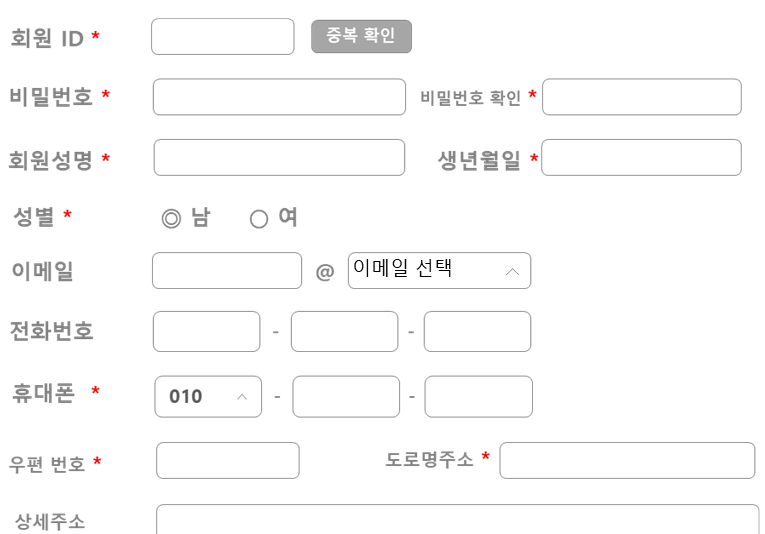 회원 ID * 중복 확인
비밀번호 * 비밀번호 확인 *
회원성명 * 생년월일 *
성별 * 남 여
이메일 @ 이메일 선택
전화번호 - -
휴대폰 * 010 - -
우편 번호 * 도로명주소 *
상세주소